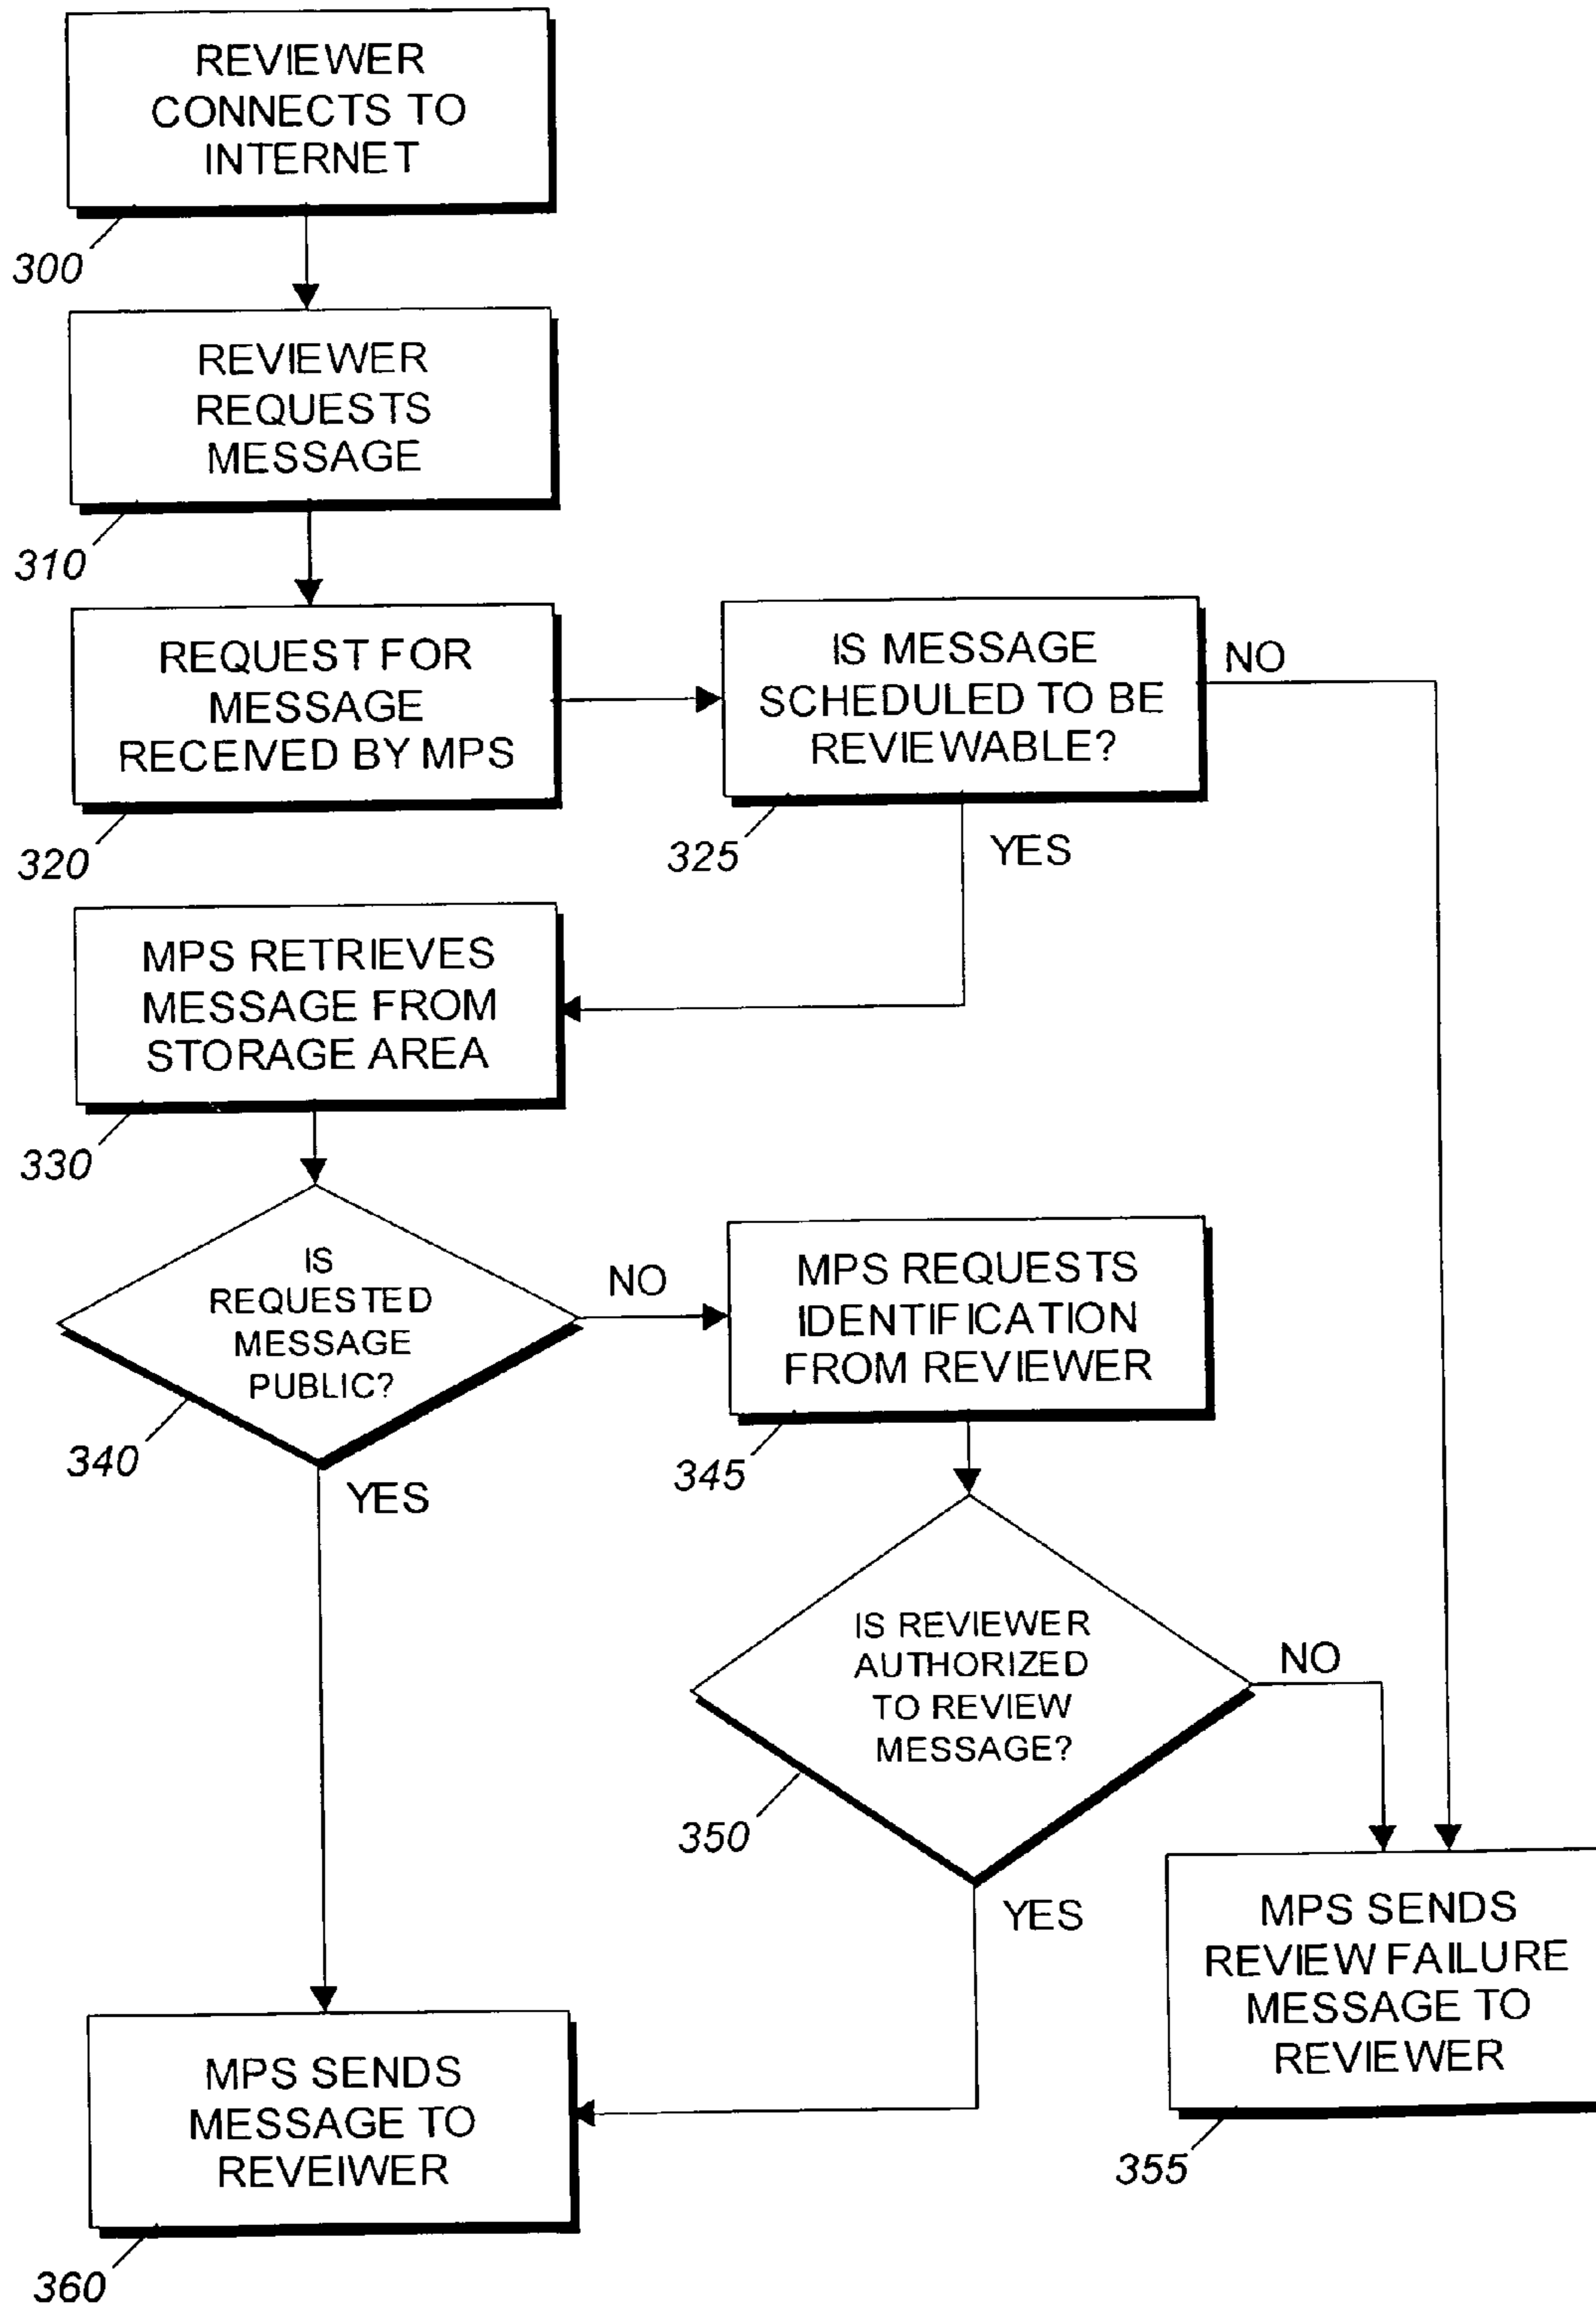 REVIEWER
CONNECTS TO
INTERNET
300
REVIEWER
REQUESTS
MESSAGE
310
REQUEST FOR
MESSAGE
RECEIVED BY MPS
320
IS MESSAGE
SCHEDULED TO BE
REVIEWABLE?
NO
325
YES
MPS RETRIEVES
MESSAGE FROM
STORAGE AREA
330
IS
REQUESTED
MESSAGE
PUBLIC?
NO
340
YES
MPS REQUESTS
IDENTIFICATION
FROM REVIEWER
345
IS REVIEWER
AUTHORIZED
TO REVIEW
MESSAGE?
NO
350
YES
MPS SENDS
REVIEW FAILURE
MESSAGE TO
REVIEWER
355
MPS SENDS
MESSAGE TO
REVEIWER
360